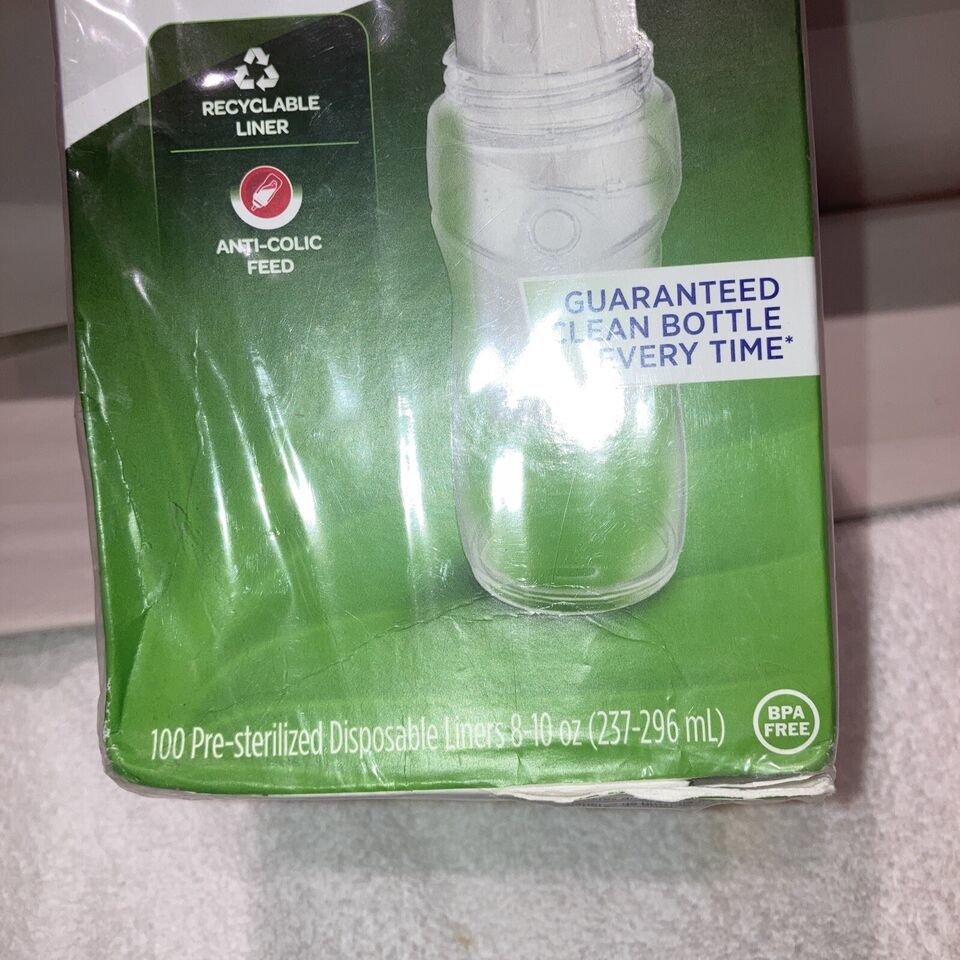 RECYCLABLE
LINER
ANTI-COLIC
FEED
GUARANTEED
CLEAN BOTTLE
EVERY TIME*
100 Pre-sterilized Disposable Liners 8-10 oz (237-296 mL)
BPA
FREE